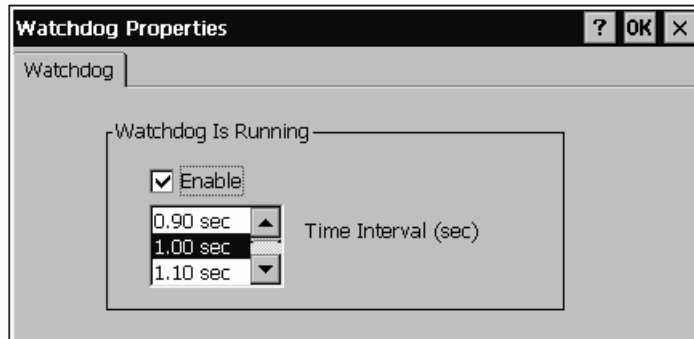 Watchdog Properties ? OK ×
Watchdog
Watchdog Is Running
Enable
0.90 sec
1.00 sec Time Interval (sec)
1.10 sec